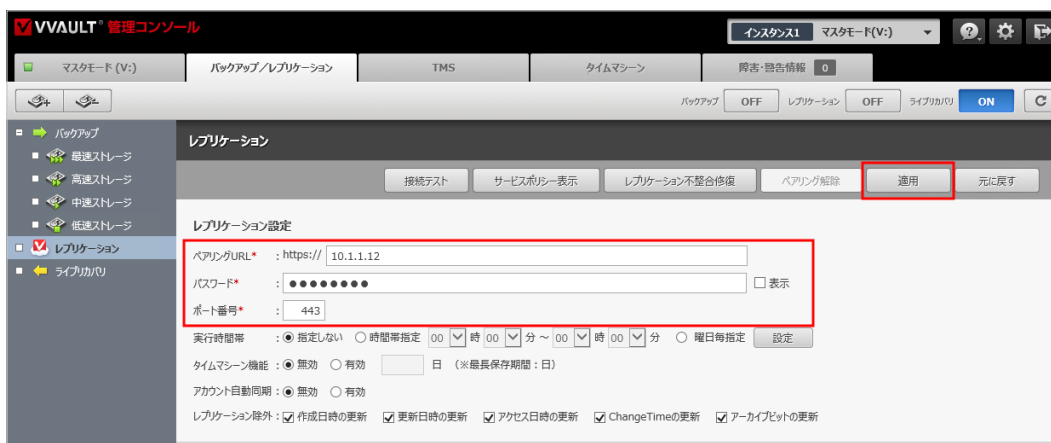 VVAULT® 管理コンソール インスタンス1 マスタモード(V:)
マスタモード (V:) バックアップ/レプリケーション TMS タイムマシーン 障害・警告情報 0
バックアップ OFF レプリケーション OFF ライブリカバリ ON
バックアップ
最速ストレージ
高速ストレージ
中速ストレージ
低速ストレージ
レプリケーション
ライブリカバリ
レプリケーション
接続テスト サービスポリシー表示 レプリケーション不整合修復 ペアリング解除 適用 元に戻す
レプリケーション設定
ペアリングURL* : https:// 10.1.1.12
パスワード* : ●●●●●●●● 表示
ポート番号* : 443
実行時間帯 : 指定しない 時間帯指定 00 時 00 分 ~ 00 時 00 分 曜日毎指定 設定
タイムマシーン機能 : 無効 有効 日 (※最長保存期間:日)
アカウント自動同期 : 無効 有効
レプリケーション除外 : 作成日時の更新 更新日時の更新 アクセス日時の更新 ChangeTimeの更新 アーカイブビットの更新